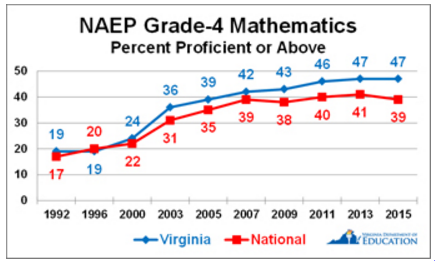 NAEP Grade-4 Mathematics
Percent Proficient or Above
50
40
30
20
10
0
19 19 24 36 39 42 43 46 47 47
17 20 22 31 35 39 38 40 41 39
1992 1996 2000 2003 2005 2007 2009 2011 2013 2015
Virginia National
VIRGINIA DEPARTMENT OF
EDUCATION